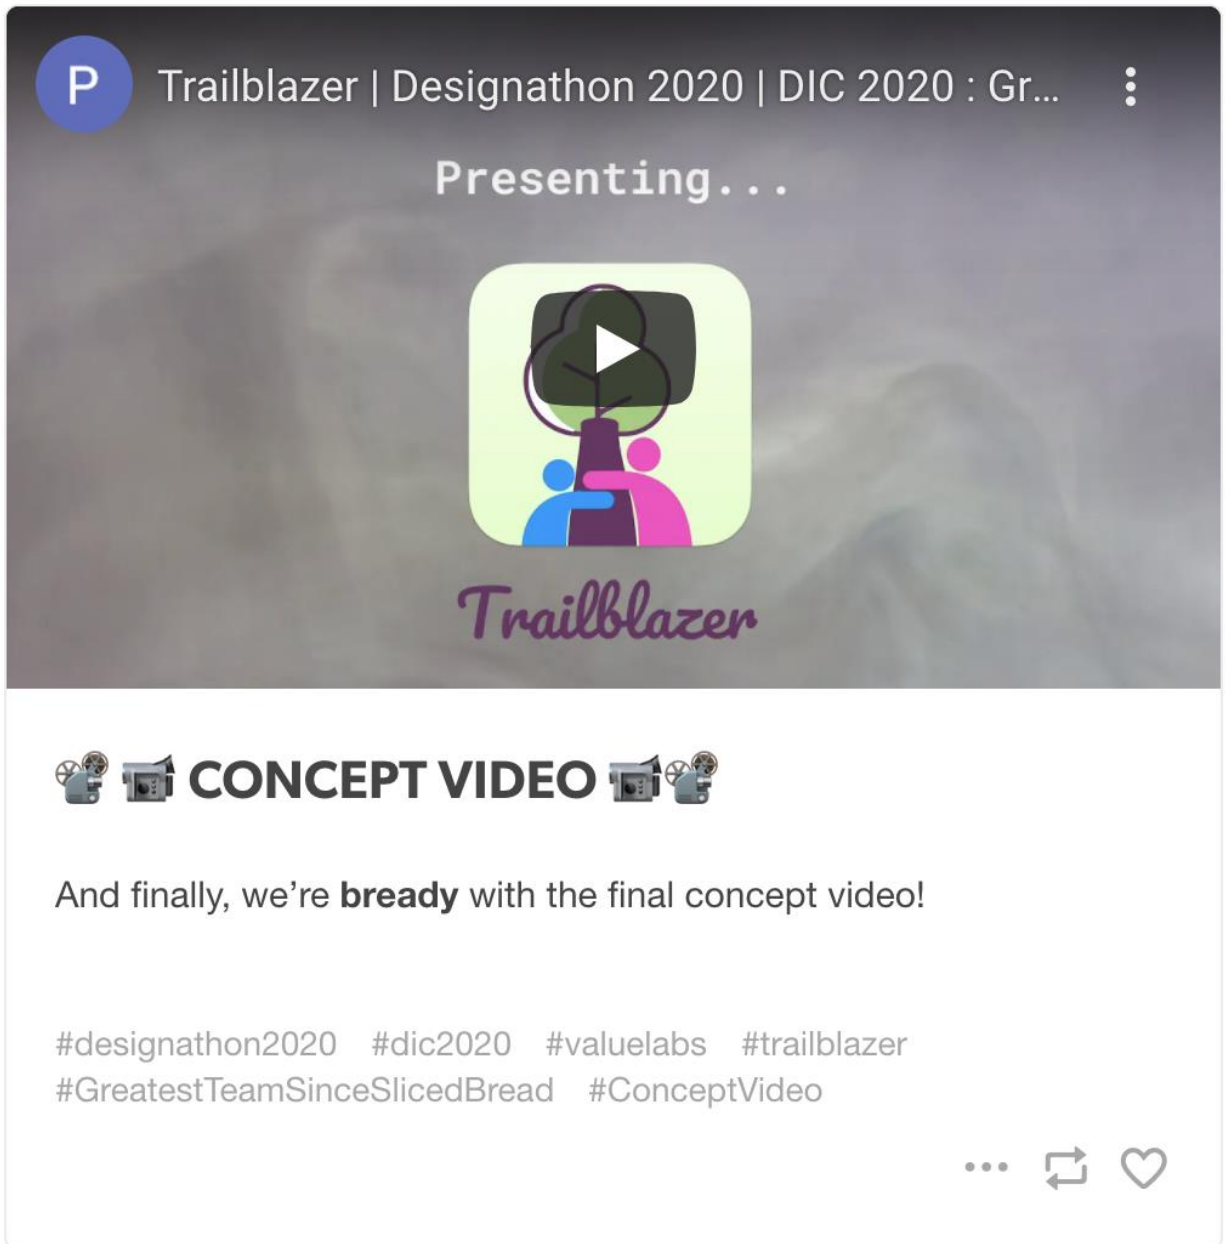 P
Trailblazer | Designathon 2020 | DIC 2020 : Gr...
Presenting...
Trailblazer
📽 📹 CONCEPT VIDEO 📹📽
And finally, we’re bready with the final concept video!
#designathon2020 #dic2020 #valuelabs #trailblazer
#GreatestTeamSinceSlicedBread #ConceptVideo